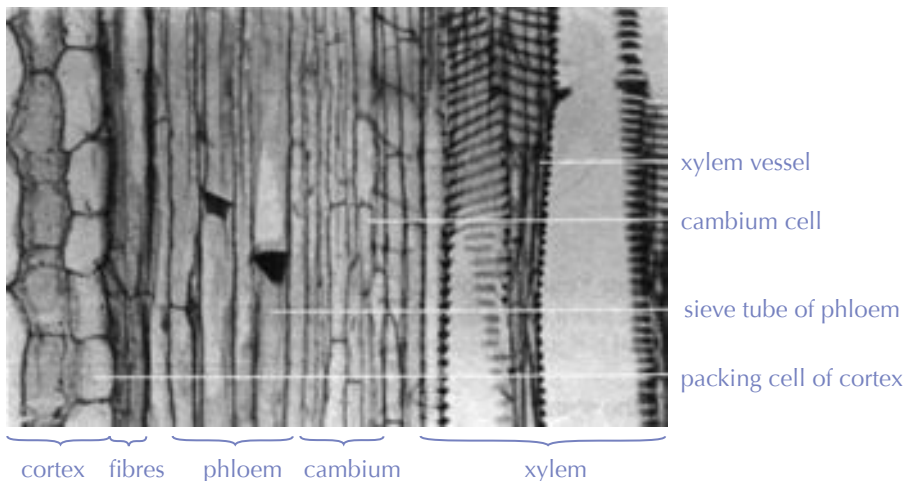 xylem vessel
cambium cell
sieve tube of phloem
packing cell of cortex
cortex fibres phloem cambium xylem